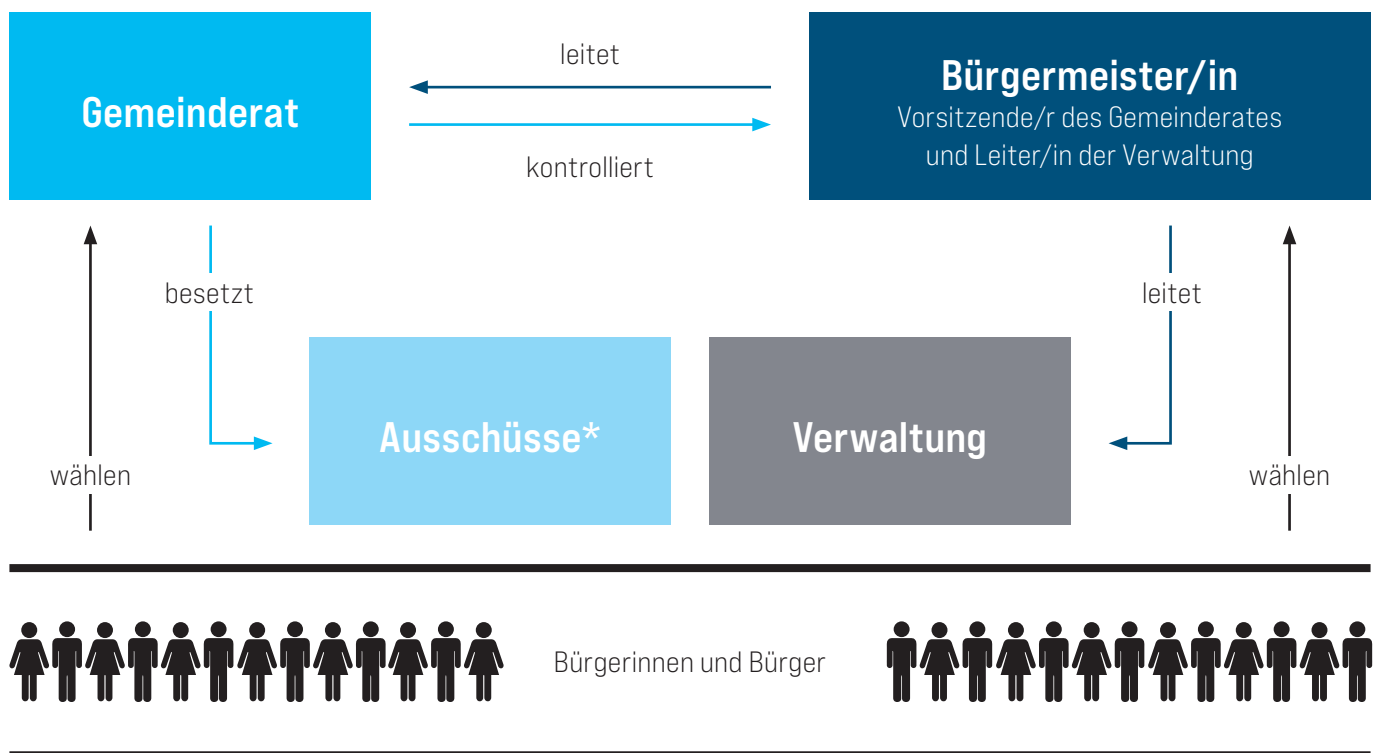 leitet
Gemeinderat
Bürgermeister/in
Vorsitzende/r des Gemeinderates
und Leiter/in der Verwaltung
kontrolliert
besetzt
leitet
Ausschüsse*
Verwaltung
wählen
wählen
Bürgerinnen und Bürger